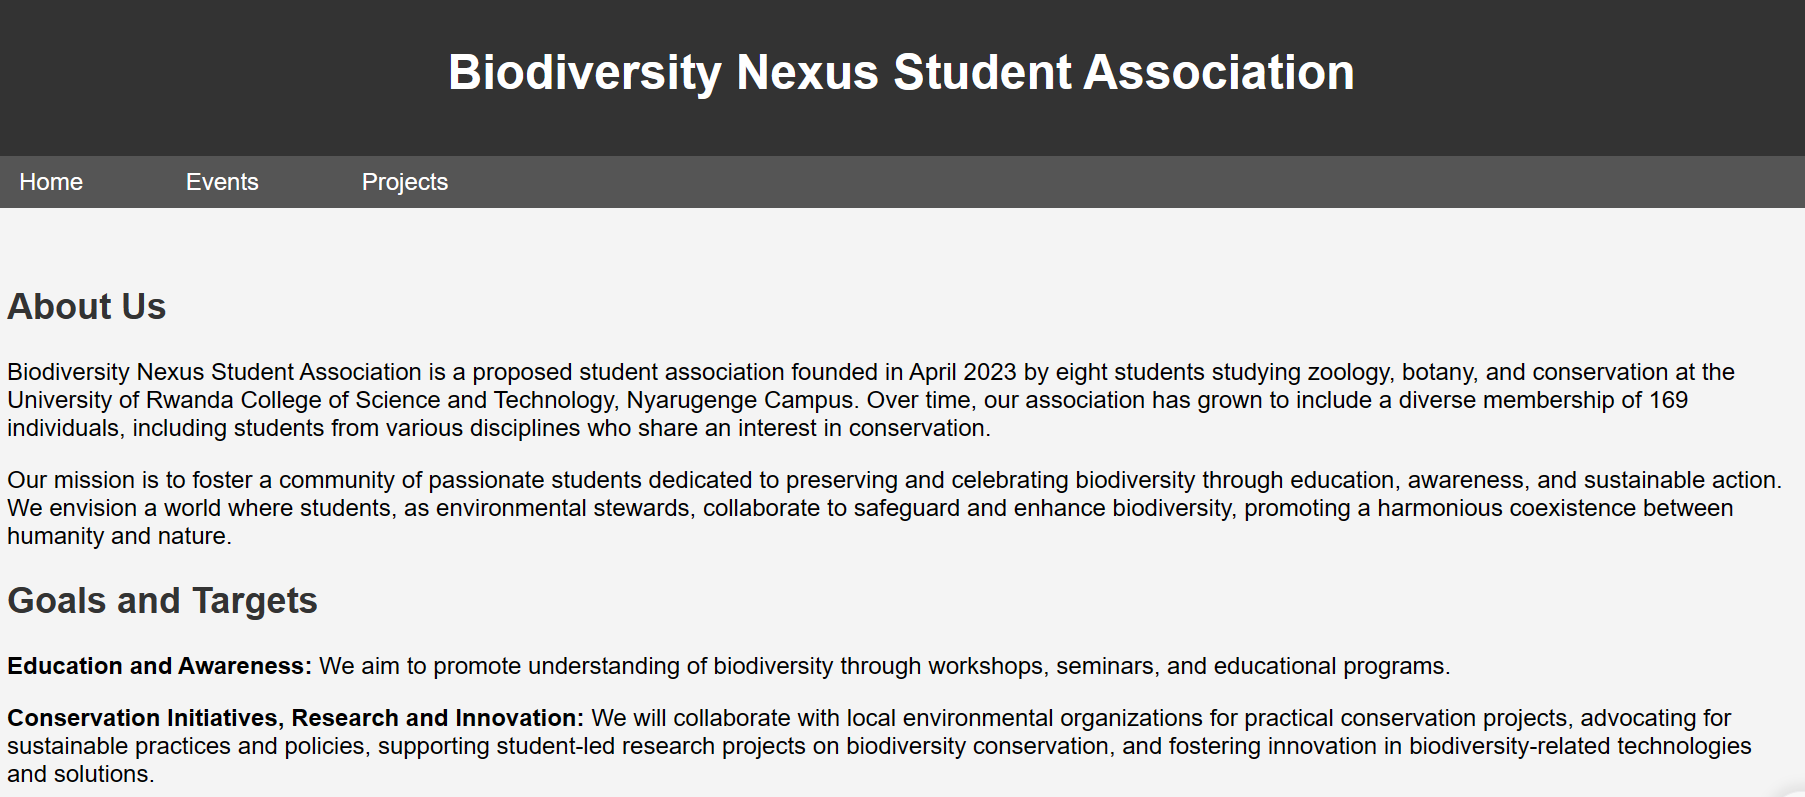 Biodiversity Nexus Student Association
Home
Events
Projects
About Us
Biodiversity Nexus Student Association is a proposed student association founded in April 2023 by eight students studying zoology, botany, and conservation at the
University of Rwanda College of Science and Technology, Nyarugenge Campus. Over time, our association has grown to include a diverse membership of 169
individuals, including students from various disciplines who share an interest in conservation.
Our mission is to foster a community of passionate students dedicated to preserving and celebrating biodiversity through education, awareness, and sustainable action.
We envision a world where students, as environmental stewards, collaborate to safeguard and enhance biodiversity, promoting a harmonious coexistence between
humanity and nature.
Goals and Targets
Education and Awareness: We aim to promote understanding of biodiversity through workshops, seminars, and educational programs.
Conservation Initiatives, Research and Innovation: We will collaborate with local environmental organizations for practical conservation projects, advocating for
sustainable practices and policies, supporting student-led research projects on biodiversity conservation, and fostering innovation in biodiversity-related technologies
and solutions.